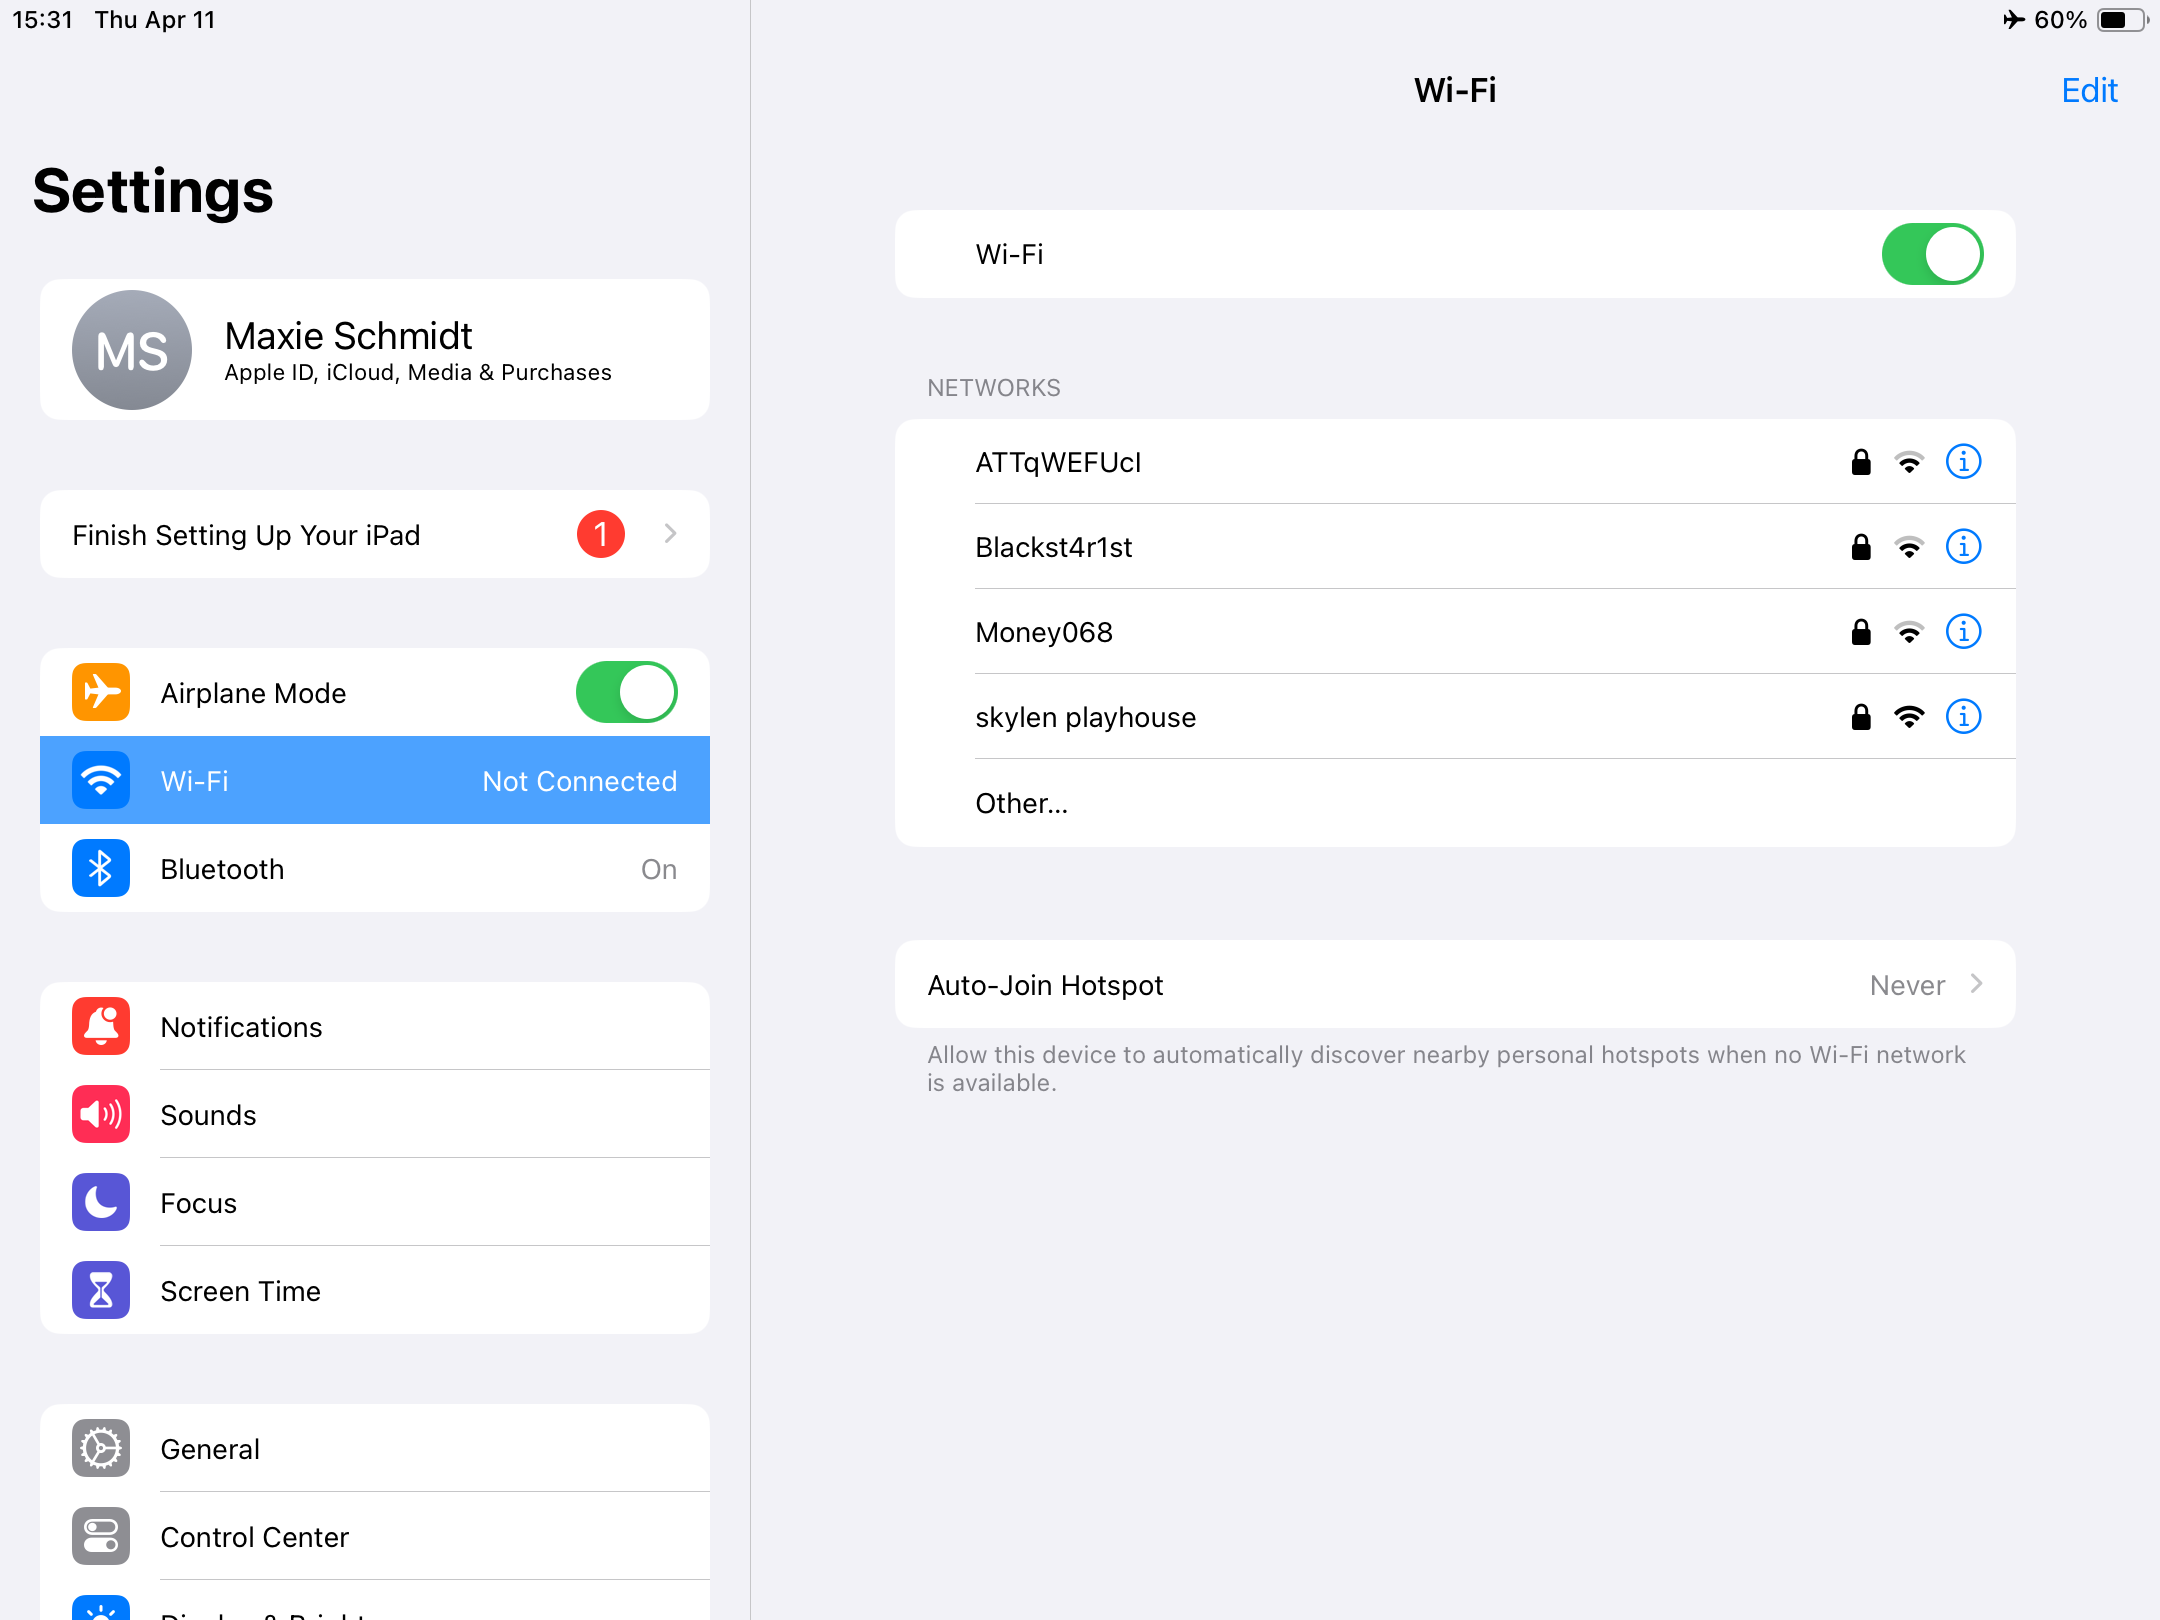 15:31 Thu Apr 11
60%
Settings
MS
Maxie Schmidt
Apple ID, iCloud, Media & Purchases
Finish Setting Up Your iPad 1
Airplane Mode
Wi-Fi Not Connected
Bluetooth On
Notifications
Sounds
Focus
Screen Time
General
Control Center
Wi-Fi
Edit
Wi-Fi
NETWORKS
ATTqWEFUcI
Blackst4r1st
Money068
skylen playhouse
Other...
Auto-Join Hotspot Never
Allow this device to automatically discover nearby personal hotspots when no Wi-Fi network
is available.